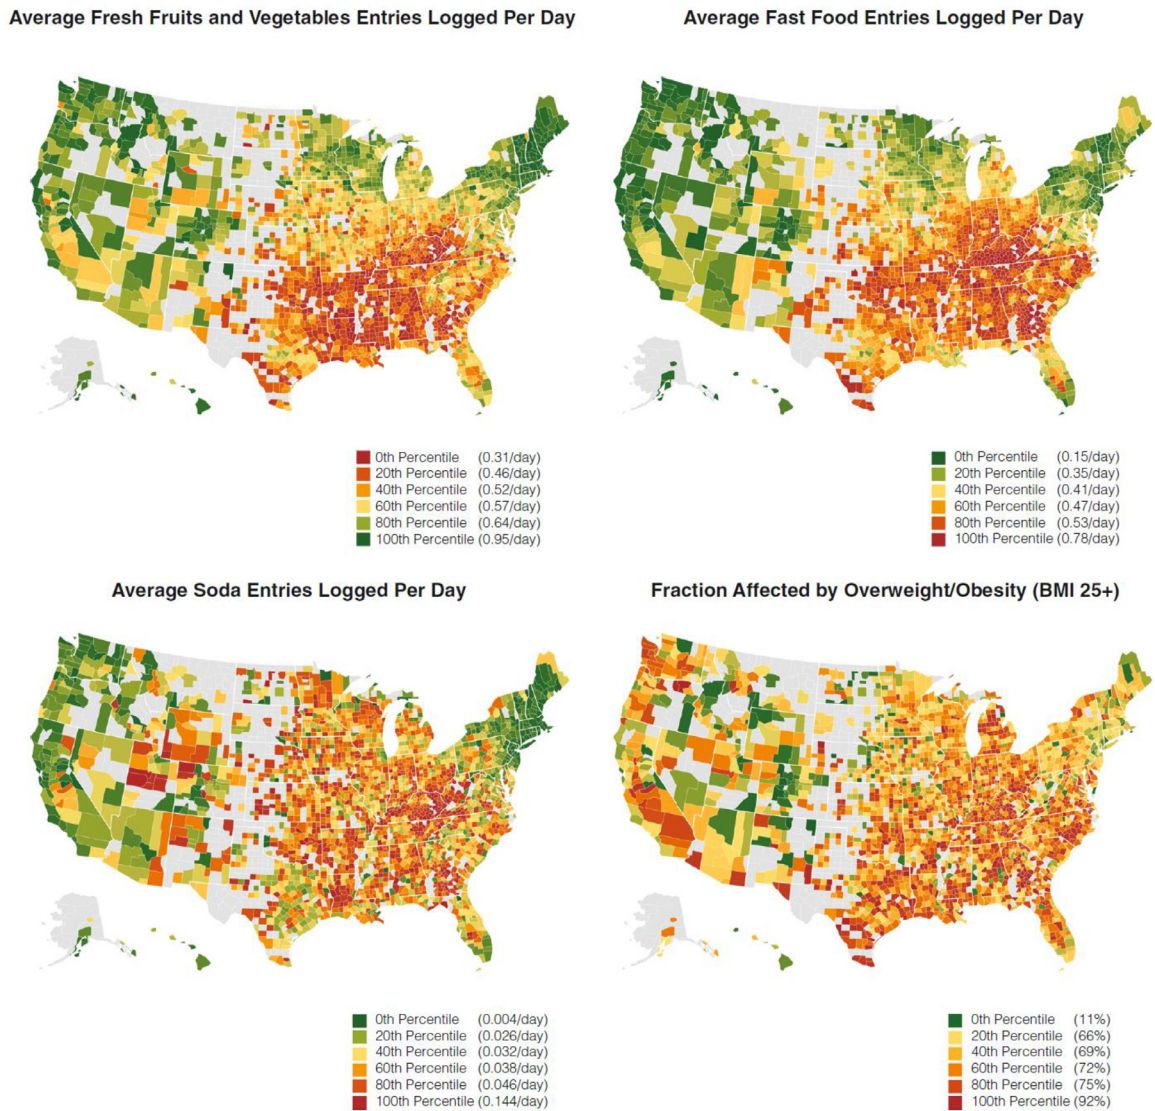 Average Fresh Fruits and Vegetables Entries Logged Per Day
Average Fast Food Entries Logged Per Day
0th Percentile (0.31/day)
20th Percentile (0.46/day)
40th Percentile (0.52/day)
60th Percentile (0.57/day)
80th Percentile (0.64/day)
100th Percentile (0.95/day)
0th Percentile (0.15/day)
20th Percentile (0.35/day)
40th Percentile (0.41/day)
60th Percentile (0.47/day)
80th Percentile (0.53/day)
100th Percentile (0.78/day)
Average Soda Entries Logged Per Day
Fraction Affected by Overweight/Obesity (BMI 25+)
0th Percentile (0.004/day)
20th Percentile (0.026/day)
40th Percentile (0.032/day)
60th Percentile (0.038/day)
80th Percentile (0.046/day)
100th Percentile (0.144/day)
0th Percentile (11%)
20th Percentile (66%)
40th Percentile (69%)
60th Percentile (72%)
80th Percentile (75%)
100th Percentile (92%)